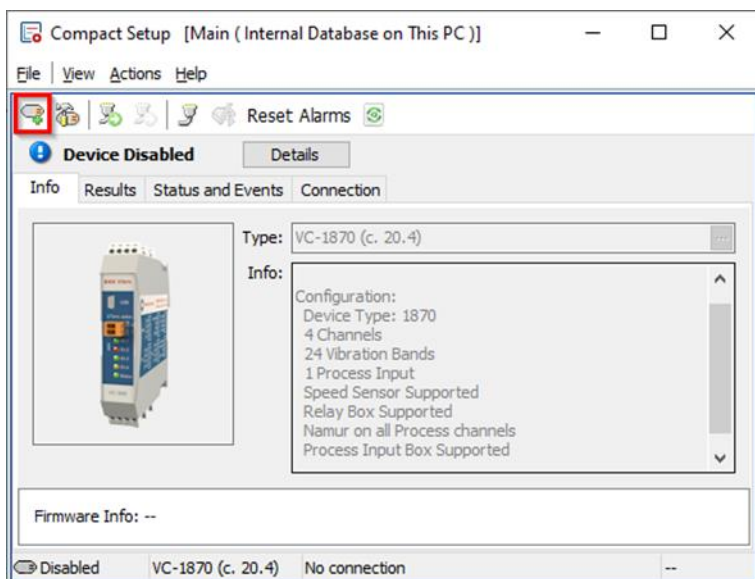 Compact Setup [Main ( Internal Database on This PC )]
File View Actions Help
Reset Alarms
Device Disabled Details
Info Results Status and Events Connection
Type: VC-1870 (c. 20.4) ...
Info:
Configuration:
Device Type: 1870
4 Channels
24 Vibration Bands
1 Process Input
Speed Sensor Supported
Relay Box Supported
Namur on all Process channels
Process Input Box Supported
Firmware Info: --
Disabled VC-1870 (c. 20.4) No connection --